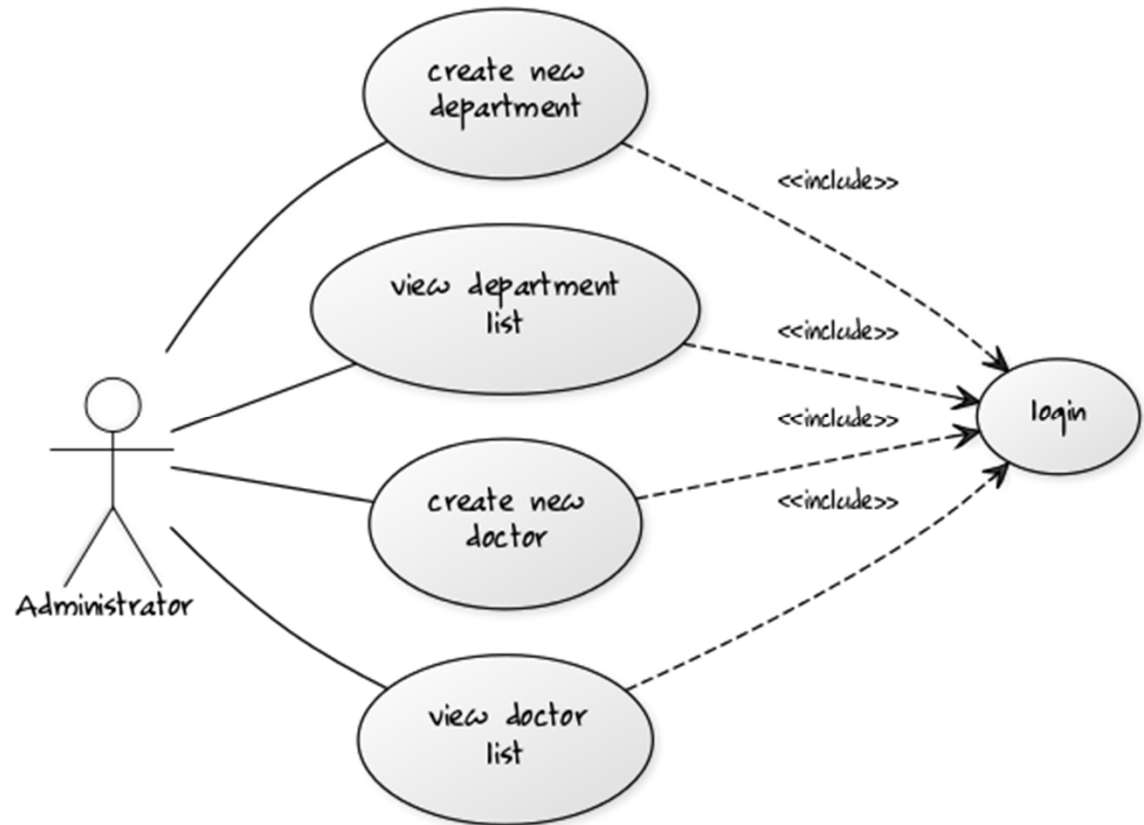 create new
department
<<include>>
view department
list
<<include>>
<<include>>
login
create new
doctor
<<include>>
Administrator
view doctor
list